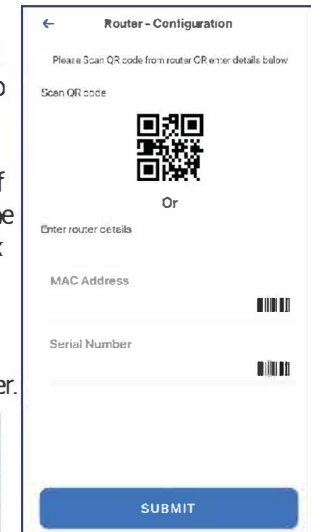 Router - Configuration
Please Scan QR code from router OR enter details below
Scan QR code
Or
Enter router details
MAC Address
Serial Number
er.
SUBMIT